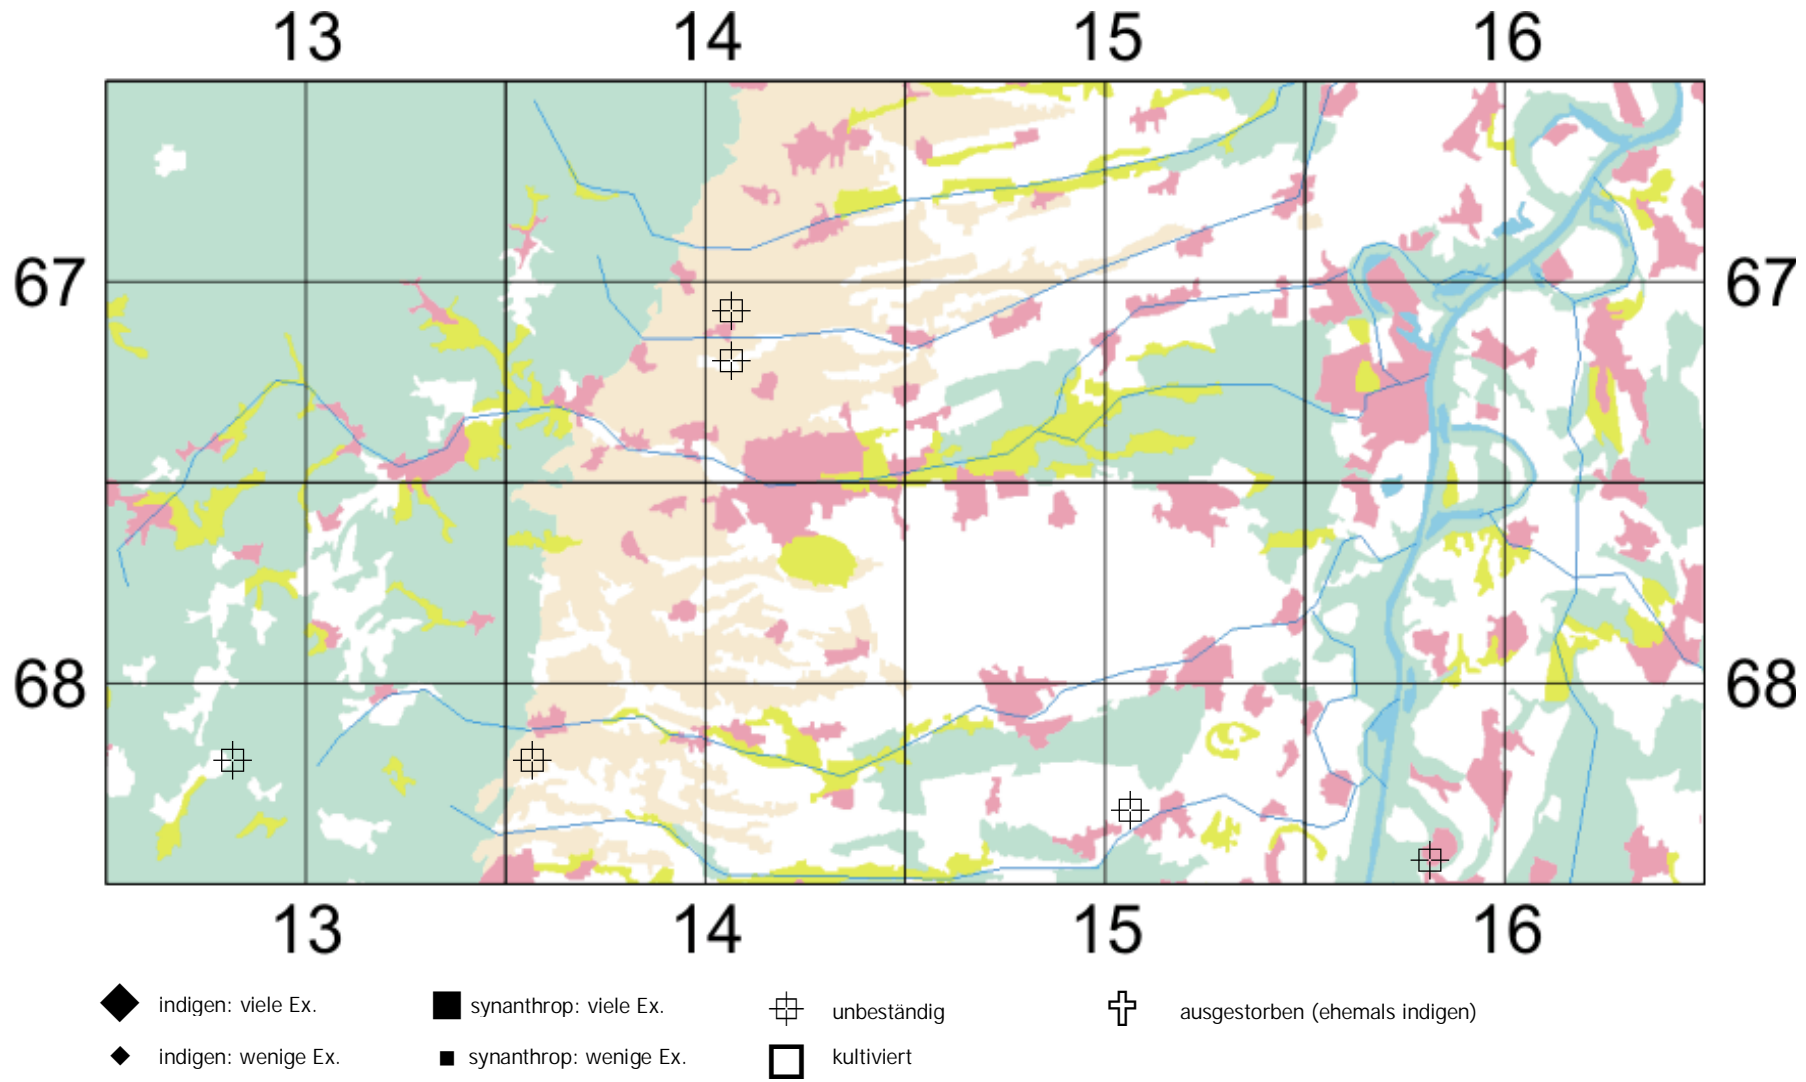 13 14 15 16
67 67
68 68
13 14 15 16
indigen: viele Ex. synanthrop: viele Ex. unbeständig ausgestorben (ehemals indigen)
indigen: wenige Ex. synanthrop: wenige Ex. kultiviert